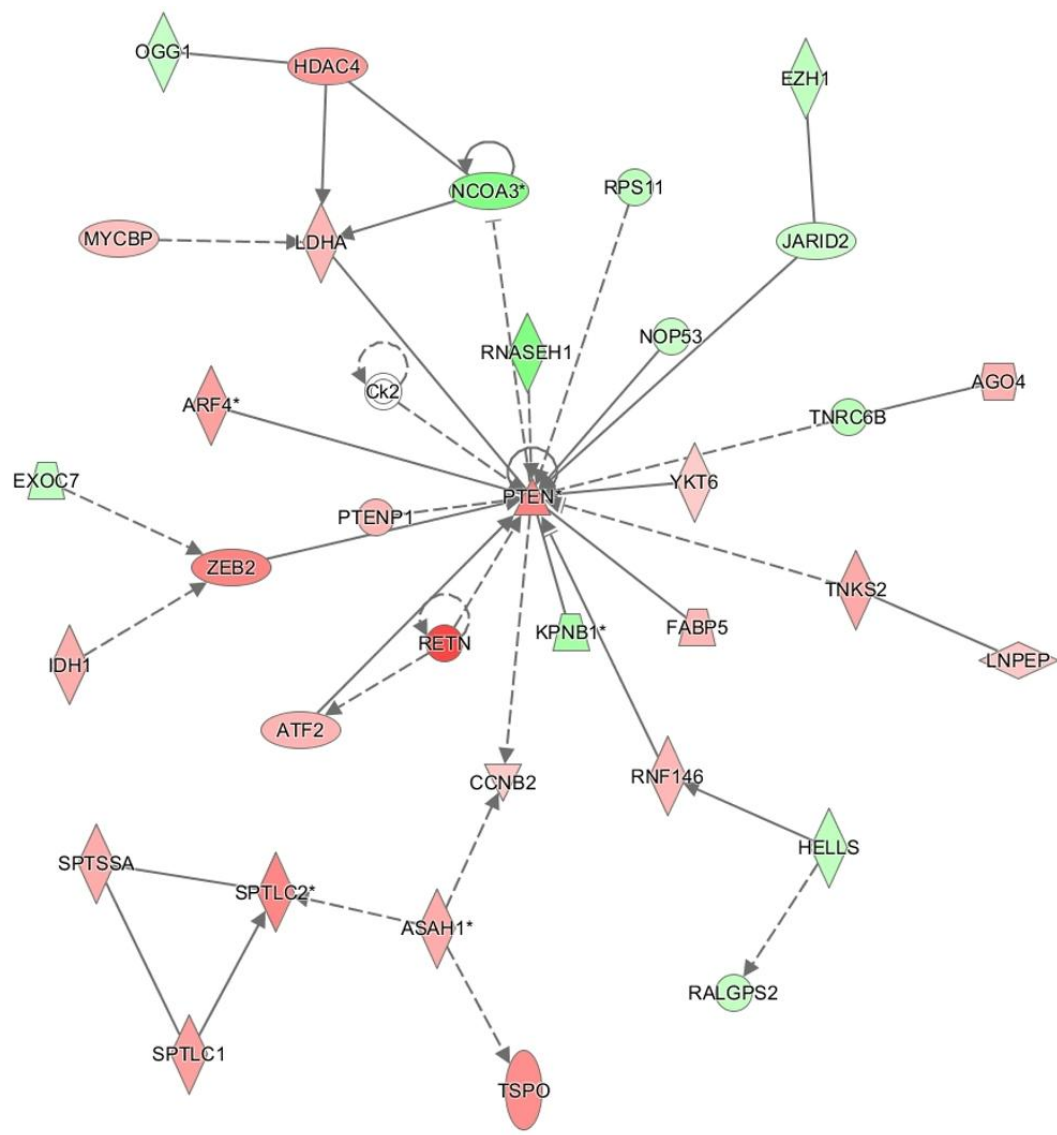 OGG1
HDAC4
EZH1
NCOA3*
RPS11
MYCBP
LDHA
JARID2
RNASEH1
NOP53
Ck2
AGO4
ARF4*
TNRC6B
EXOC7
YKT6
PTEN*
PTENP1
ZEB2
TNKS2
KPNB1*
FABP5
RETN
IDH1
LNPEP
ATF2
CCNB2
RNF146
HELLS
SPTSSA
SPTLC2*
ASAH1*
RALGPS2
SPTLC1
TSPO